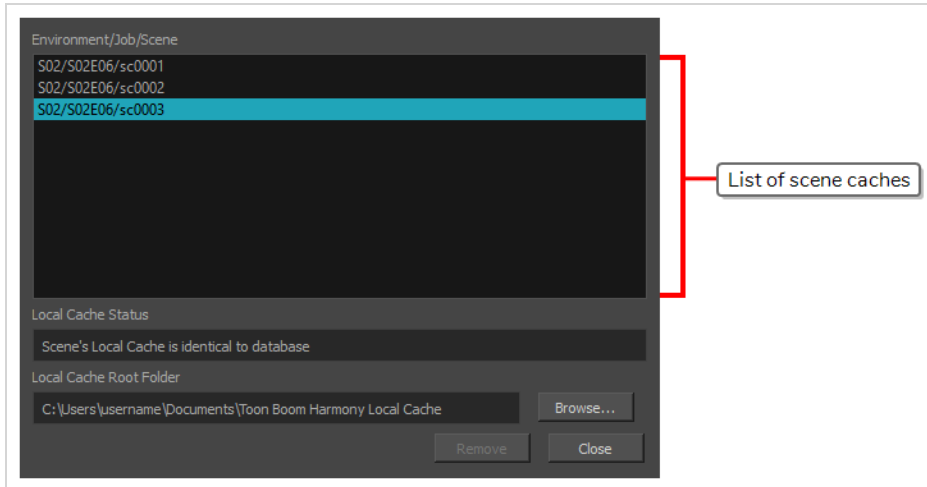 Environment/Job/Scene
S02/S02E06/sc0001
S02/S02E06/sc0002
S02/S02E06/sc0003
List of scene caches
Local Cache Status
Scene's Local Cache is identical to database
Local Cache Root Folder
C:\Users\username\Documents\Toon Boom Harmony Local Cache
Browse...
Remove
Close